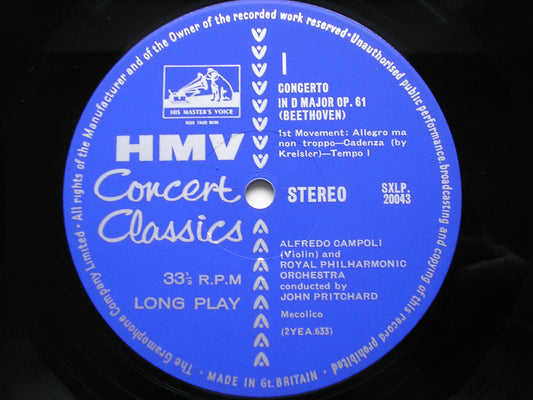 The Gramophone Company Limited • All rights of the Manufacturer and of the Owner of the recorded work reserved • Unauthorised public performance, broadcasting and copying of this record prohibited
HIS MASTER'S VOICE
HMV
Concert
Classics
33⅓ R.P.M
LONG PLAY
1
CONCERTO
IN D MAJOR OP. 61
(BEETHOVEN)
1st Movement: Allegro ma
non troppo—Cadenza (by
Kreisler)—Tempo I
STEREO
SXLP.
20043
ALFREDO CAMPOLI
(Violin) and
ROYAL PHILHARMONIC
ORCHESTRA
conducted by
JOHN PRITCHARD
Mecolico
(2YEA.633)
• MADE IN Gt. BRITAIN •